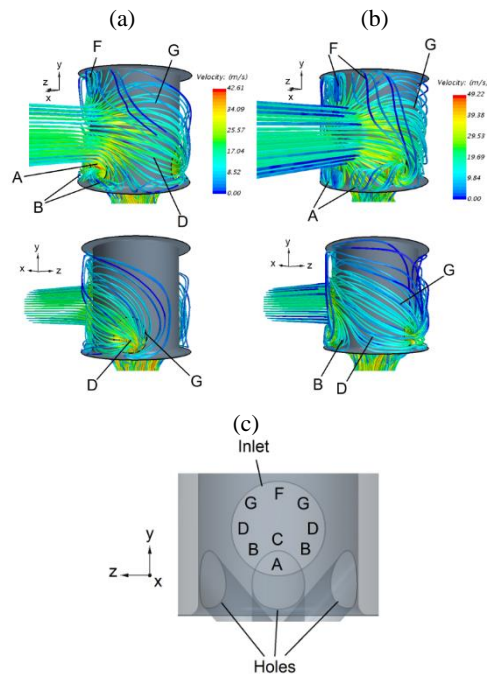 (a) (b)
F G F G
Velocity: (m/s)
42.61
34.09
25.57
17.04
8.52
0.00
Velocity: (m/s,
49.22
39.38
29.53
19.69
9.84
0.00
y
z
x
y
z
x
A
B
D
A
y
x z
y
x z
G
D G
B
D
(c)
Inlet
F
G G
D D
C
B B
A
y
z x
Holes